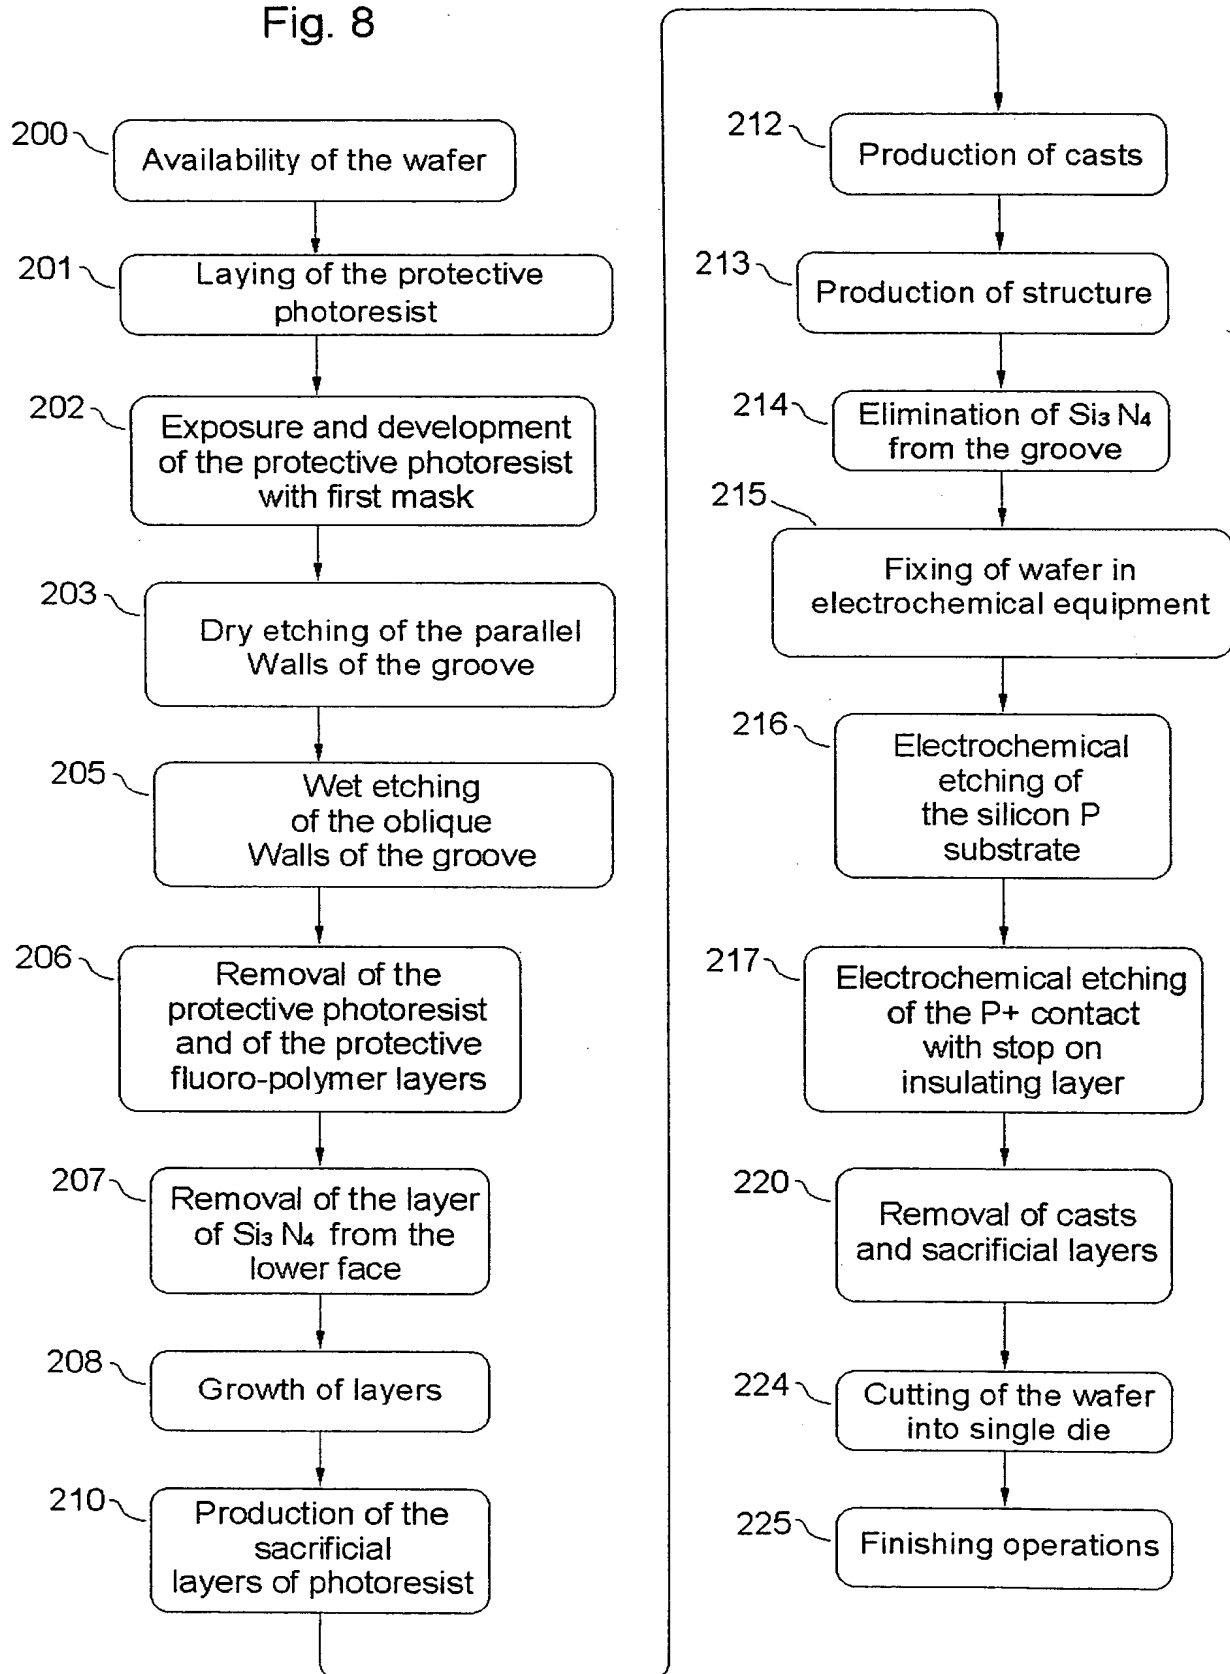 Fig. 8
200
Availability of the wafer
201
Laying of the protective
photoresist
202
Exposure and development
of the protective photoresist
with first mask
203
Dry etching of the parallel
Walls of the groove
205
Wet etching
of the oblique
Walls of the groove
206
Removal of the
protective photoresist
and of the protective
fluoro-polymer layers
207
Removal of the layer
of Si₃ N₄ from the
lower face
208
Growth of layers
210
Production of the
sacrificial
layers of photoresist
212
Production of casts
213
Production of structure
214
Elimination of Si₃ N₄
from the groove
215
Fixing of wafer in
electrochemical equipment
216
Electrochemical
etching of
the silicon P
substrate
217
Electrochemical etching
of the P+ contact
with stop on
insulating layer
220
Removal of casts
and sacrificial layers
224
Cutting of the wafer
into single die
225
Finishing operations